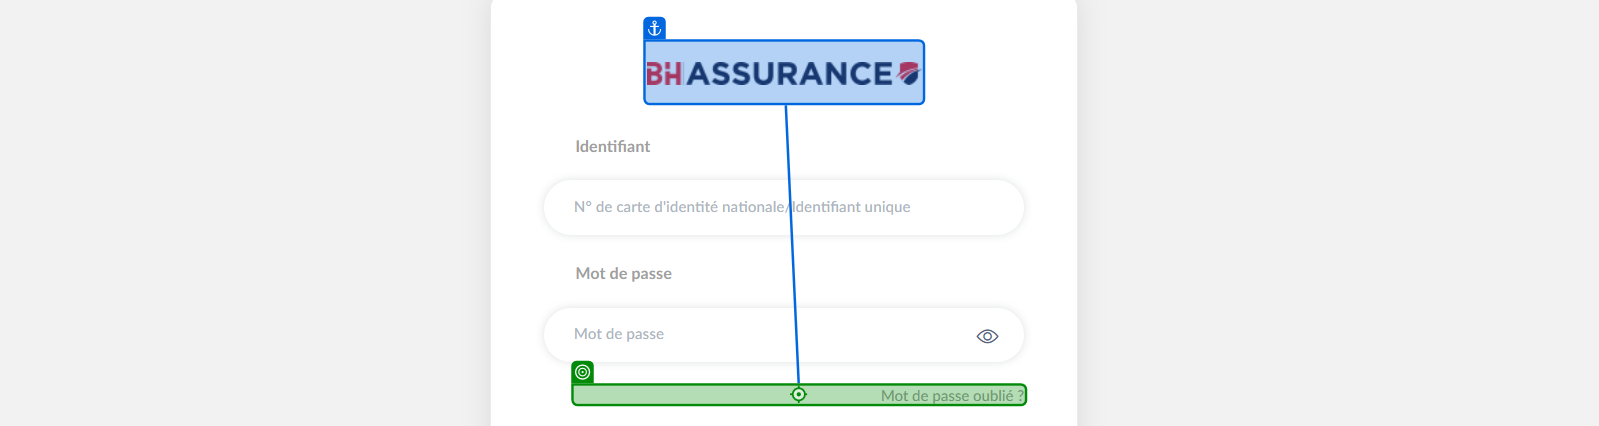 BH ASSURANCE
Identifiant
N° de carte d'identité nationale/Identifiant unique
Mot de passe
Mot de passe
Mot de passe oublié ?